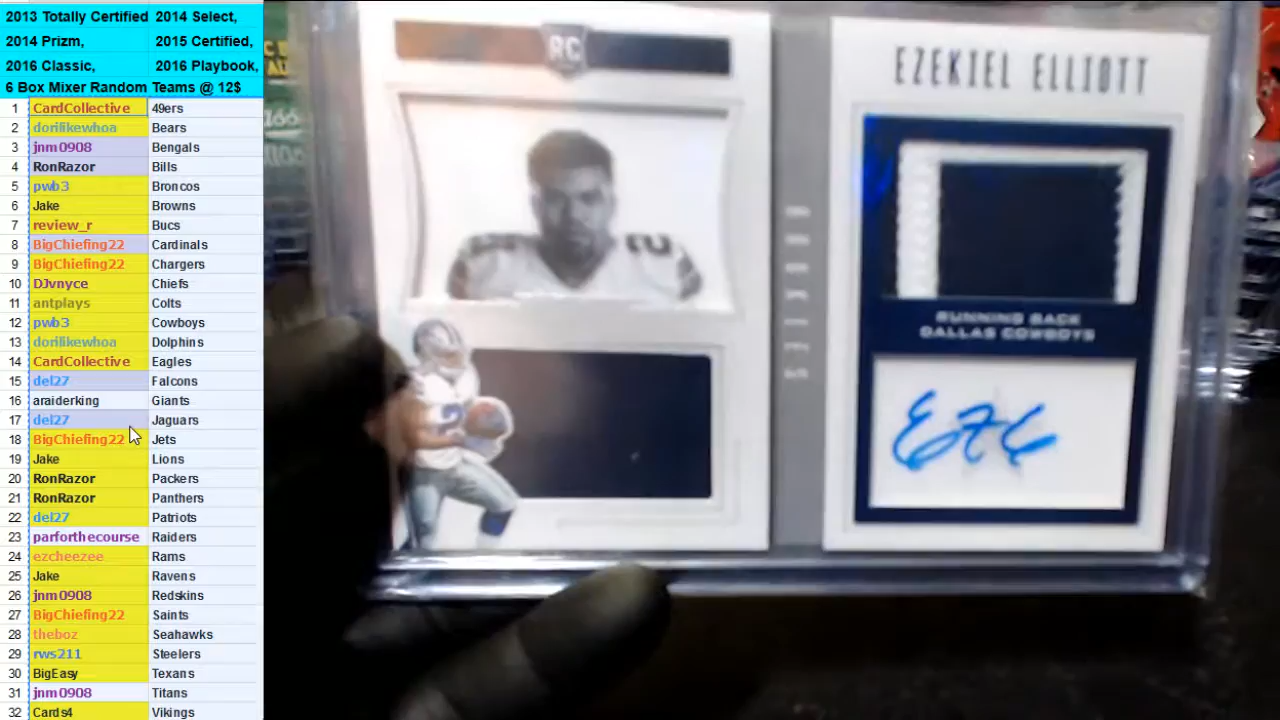 2013 Totally Certified 2014 Select,
2014 Prizm, 2015 Certified,
2016 Classic, 2016 Playbook,
6 Box Mixer Random Teams @ 12$
1 CardCollective 49ers
2 dorilikewhoa Bears
3 jnm0908 Bengals
4 RonRazor Bills
5 pwb3 Broncos
6 Jake Browns
7 review_r Bucs
8 BigChiefing22 Cardinals
9 BigChiefing22 Chargers
10 DJvnyce Chiefs
11 antplays Colts
12 pwb3 Cowboys
13 dorilikewhoa Dolphins
14 CardCollective Eagles
15 del27 Falcons
16 araiderking Giants
17 del27 Jaguars
18 BigChiefing22 Jets
19 Jake Lions
20 RonRazor Packers
21 RonRazor Panthers
22 del27 Patriots
23 parforthecourse Raiders
24 ezcheezee Rams
25 Jake Ravens
26 jnm0908 Redskins
27 BigChiefing22 Saints
28 theboz Seahawks
29 rws211 Steelers
30 BigEasy Texans
31 jnm0908 Titans
32 Cards4 Vikings
RC
EZEKIEL ELLIOTT
RUNNING BACK
DALLAS COWBOYS